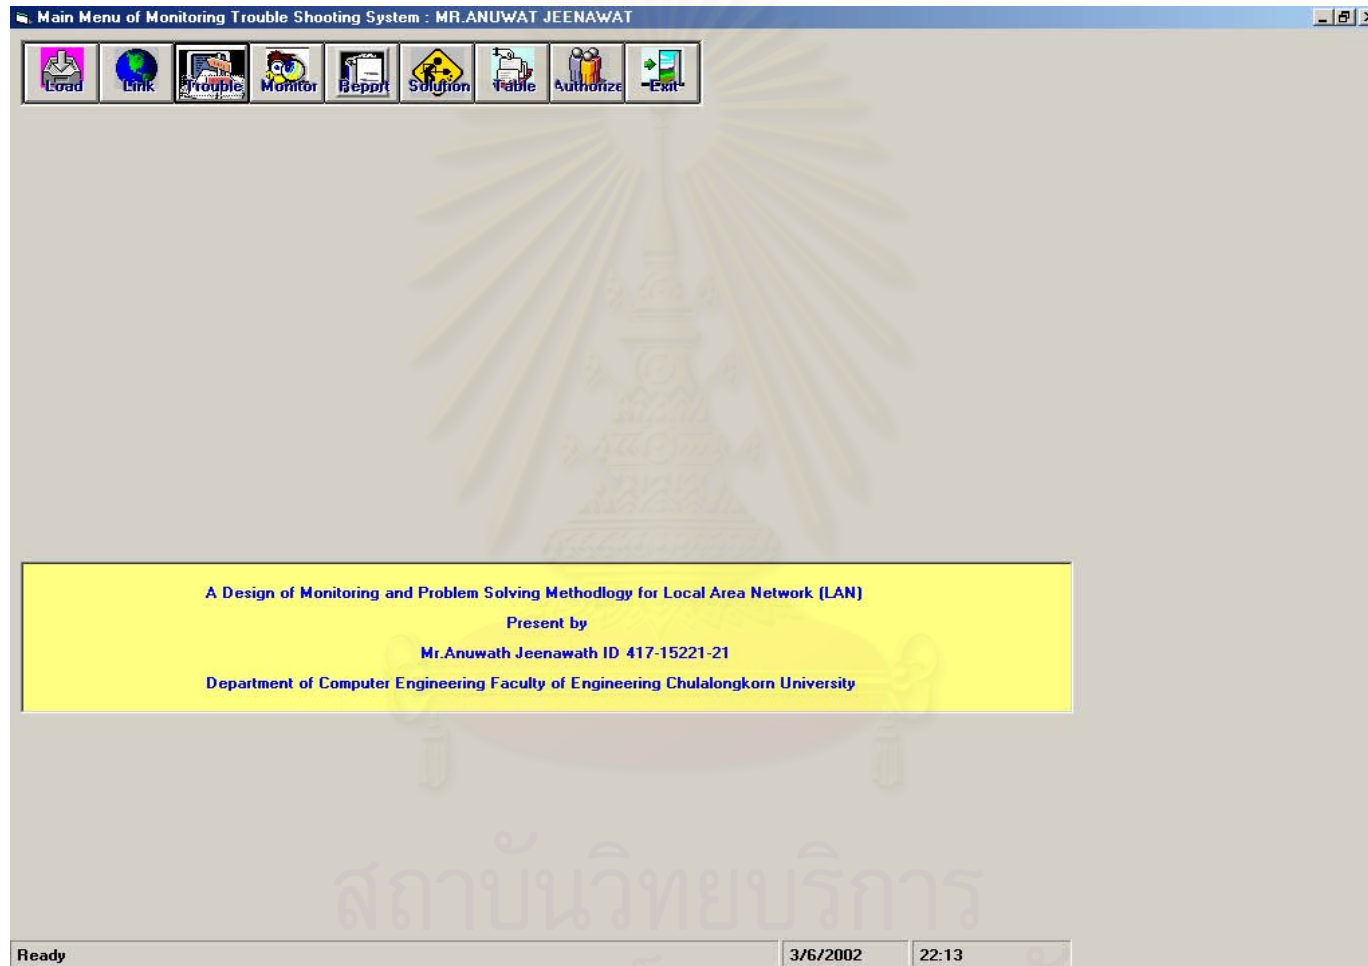 Main Menu of Monitoring Trouble Shooting System : MR.ANUWAT JEENAWAT
Load Link Trouble Monitor Report Solution Table Authorize Exit
A Design of Monitoring and Problem Solving Methodlogy for Local Area Network (LAN)
Present by
Mr.Anuwath Jeenawath ID 417-15221-21
Department of Computer Engineering Faculty of Engineering Chulalongkorn University
สถาบันวิทยบริการ
Ready 3/6/2002 22:13